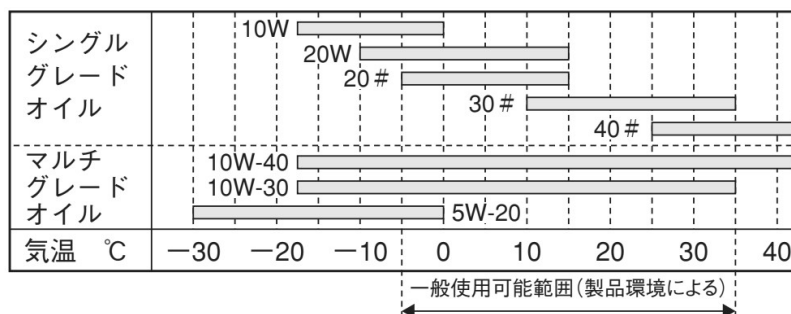 シングル
グレード
オイル
10W
20W
20#
30#
40#
マルチ
グレード
オイル
10W-40
10W-30
5W-20
気温 ℃ －30 －20 －10 0 10 20 30 40
一般使用可能範囲(製品環境による)